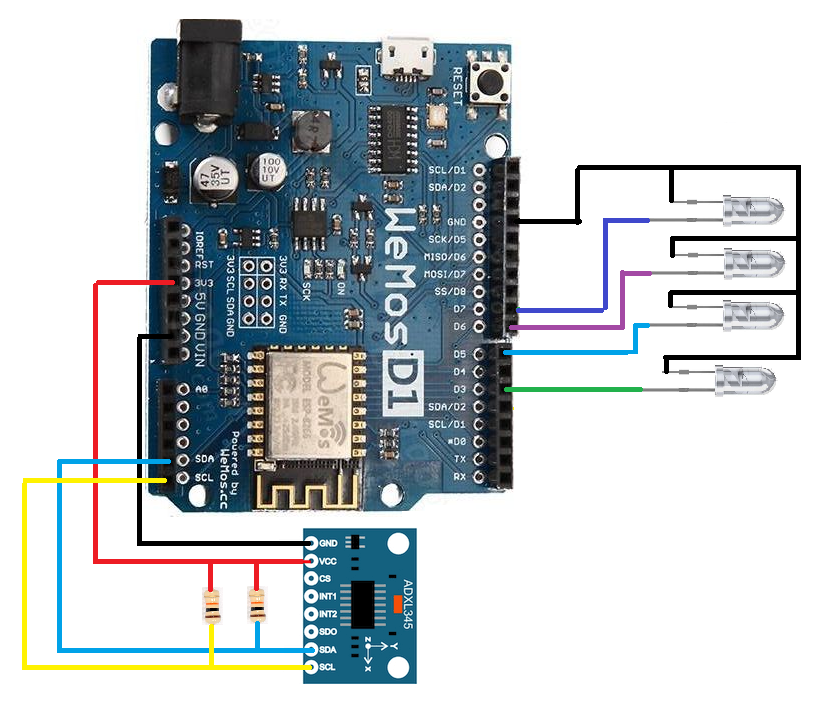 RESET
47
35V
UT
100
10V
UT
4R7
WeMos D1
IOREF
RST
3V3
5V
GND
VIN
A0
SDA
SCL
3V3 SCL SDA GND
3V3 RX TX GND
SCK
ON
SCL/D1
SDA/D2
GND
SCK/D5
MISO/D6
MOSI/D7
SS/D8
D7
D6
D5
D4
D3
SDA/D2
SCL/D1
*D0
TX
RX
WeMos
Powered by
WeMos.cc
GND
VCC
CS
INT1
INT2
SDO
SDA
SCL
ADXL345
Z
Y
X